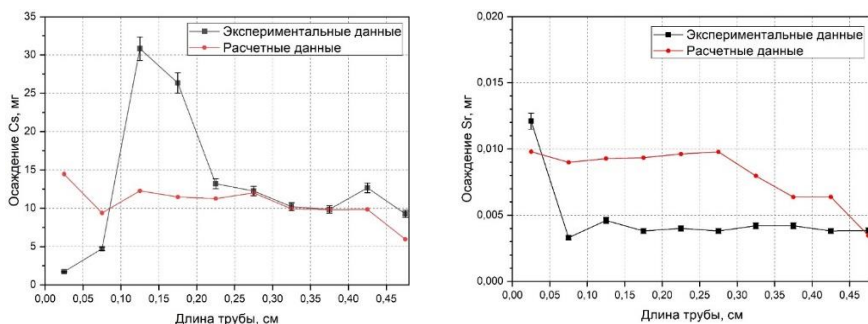 35
30
25
20
15
10
5
0
Осаждение Cs, мг
Экспериментальные данные
Расчетные данные
0,00 0,05 0,10 0,15 0,20 0,25 0,30 0,35 0,40 0,45
Длина трубы, см
0.020
0.015
0.010
0.005
0.000
Осаждение Sr, мг
Экспериментальные данные
Расчетные данные
0,00 0,05 0,10 0,15 0,20 0,25 0,30 0,35 0,40 0,45
Длина трубы, см